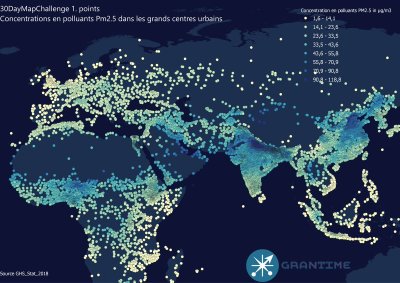 30DayMapChallenge 1. points
Concentrations en polluants Pm2.5 dans les grands centres urbains
Concentration en polluants PM2.5 in µg/m3
1,6 - 14,1
14,1 - 23,6
23,6 - 33,5
33,5 - 43,6
43,6 - 55,8
55,8 - 70,9
70,9 - 90,8
90,8 - 118,8
GRANTIME
Source GHS_Stat_2018